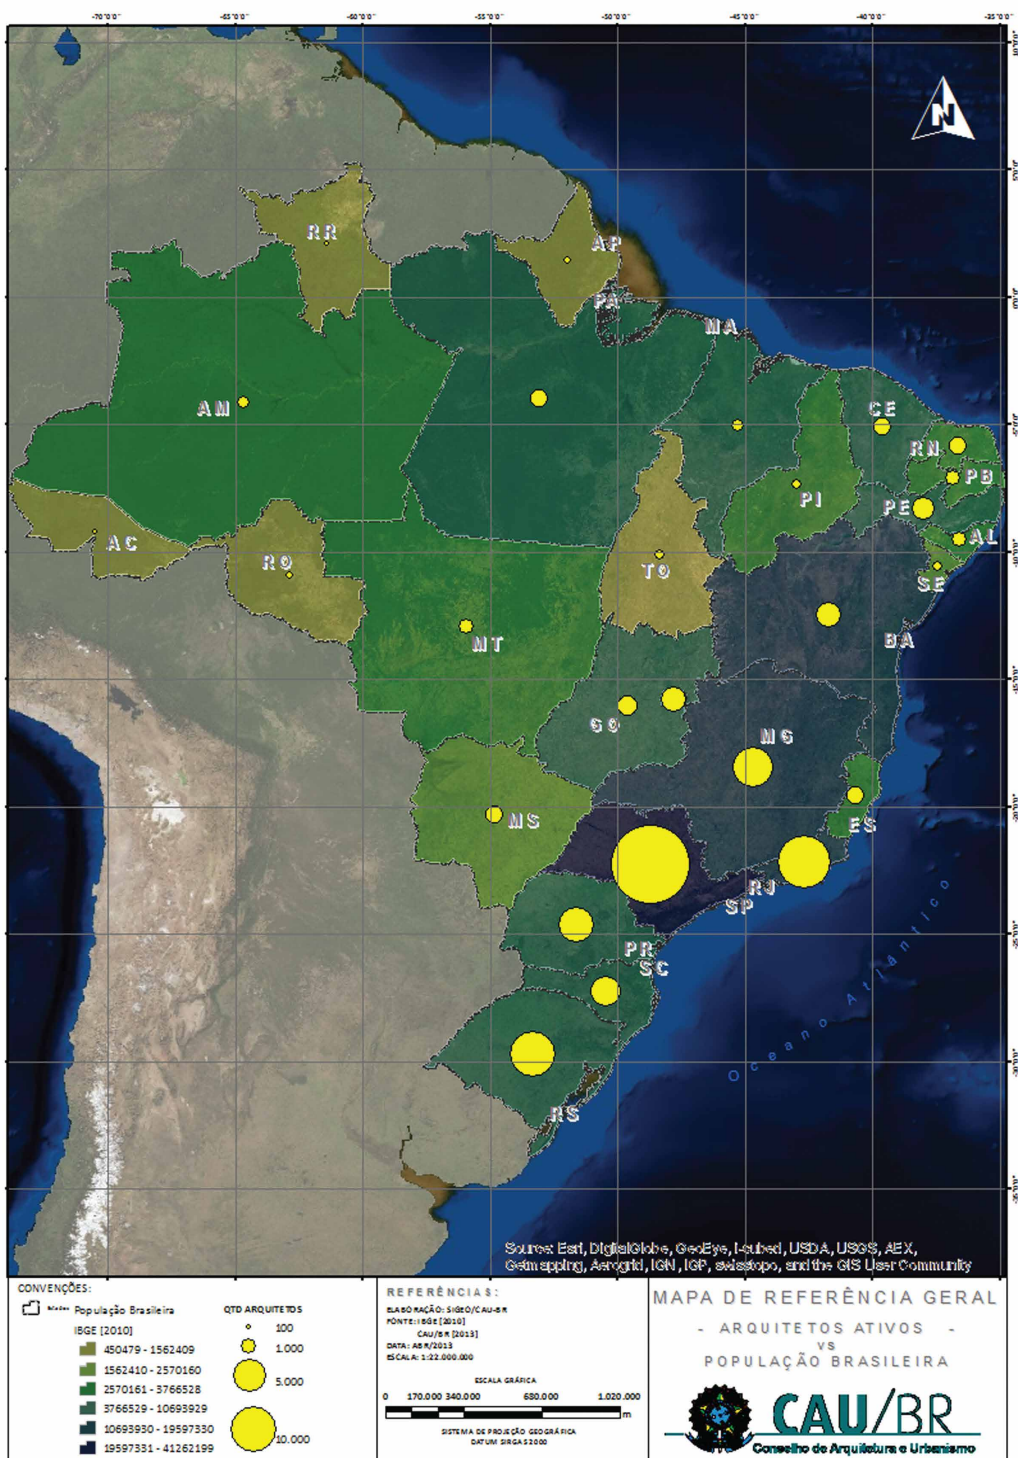 -70°0'0" -65°0'0" -60°0'0" -55°0'0" -50°0'0" -45°0'0" -40°0'0" -35°0'0"
N
RR
AP
PA
MA
AM
CE
RN
PB
PI
PE
AC
AL
RO
TO
SE
MT
BA
GO
MG
MS
ES
RJ
SP
PR
SC
RS
Oceano Atlântico
Source: Esri, DigitalGlobe, GeoEye, i-cubed, USDA, USGS, AEX,
Getmapping, Aerogrid, IGN, IGP, swisstopo, and the GIS User Community
CONVENÇÕES:
População Brasileira
IBGE [2010]
450479 - 1562409
1562410 - 2570160
2570161 - 3766528
3766529 - 10693929
10693930 - 19597330
19597331 - 41262199
QTD ARQUITETOS
100
1.000
5.000
10.000
REFERÊNCIAS:
ELABORAÇÃO: SIGEO/CAU-BR
FONTE: IBGE [2010]
CAU/BR [2013]
DATA: ABR/2013
ESCALA: 1:22.000.000
ESCALA GRÁFICA
0 170.000 340.000 680.000 1.020.000
m
SISTEMA DE PROJEÇÃO GEOGRÁFICA
DATUM SIRGAS 2000
MAPA DE REFERÊNCIA GERAL
- ARQUITETOS ATIVOS -
VS
POPULAÇÃO BRASILEIRA
CAU/BR
Conselho de Arquitetura e Urbanismo